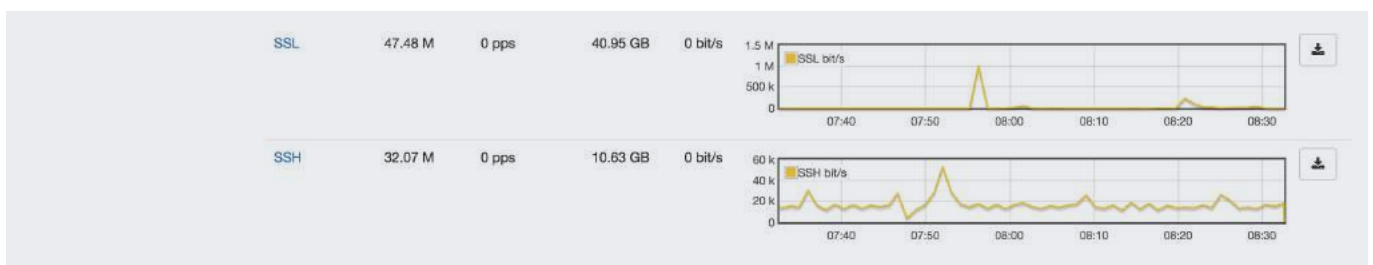 SSL 47.48 M 0 pps 40.95 GB 0 bit/s
1.5 M
SSL bit/s
1 M
500 k
0
07:40 07:50 08:00 08:10 08:20 08:30
SSH 32.07 M 0 pps 10.63 GB 0 bit/s
60 k
SSH bit/s
40 k
20 k
0
07:40 07:50 08:00 08:10 08:20 08:30